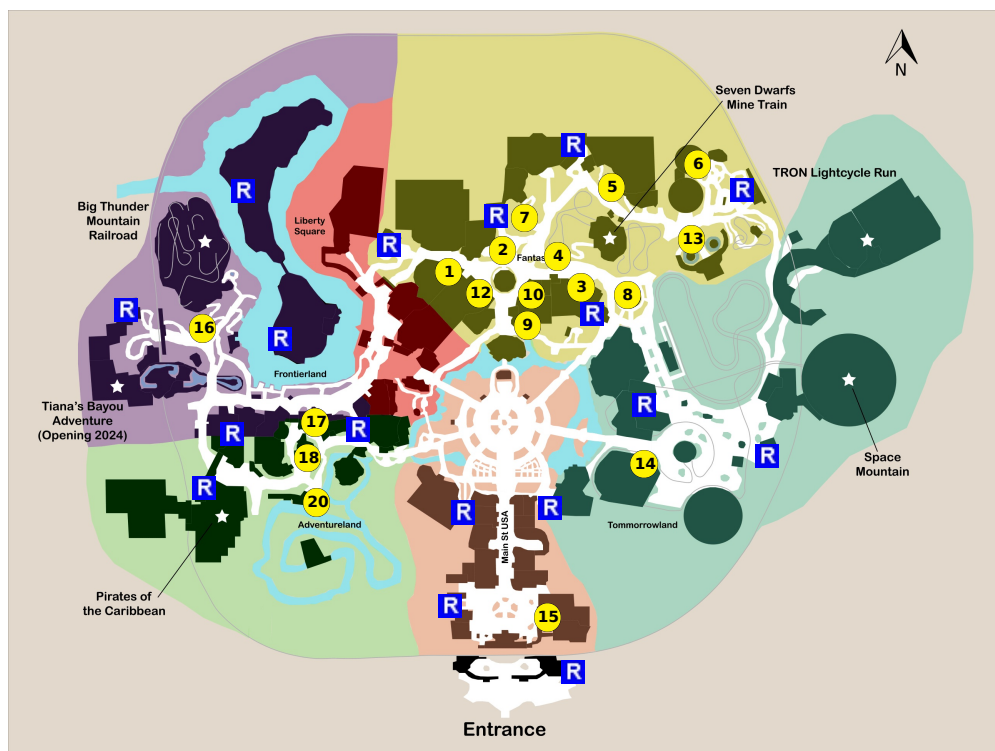 N
Seven Dwarfs
Mine Train
R
6
TRON Lightcycle Run
5
R
R
Big Thunder
Mountain
Railroad
Liberty
Square
R
7
R
2
Fantas
4
13
1
12
10
3
8
R
R
9
16
R
Frontierland
Tiana's Bayou
Adventure
(Opening 2024)
R
17
R
R
18
14
R
Space
Mountain
R
20
Adventureland
R
R
Main St USA
Tommorrowland
Pirates of
the Caribbean
R
15
R
Entrance